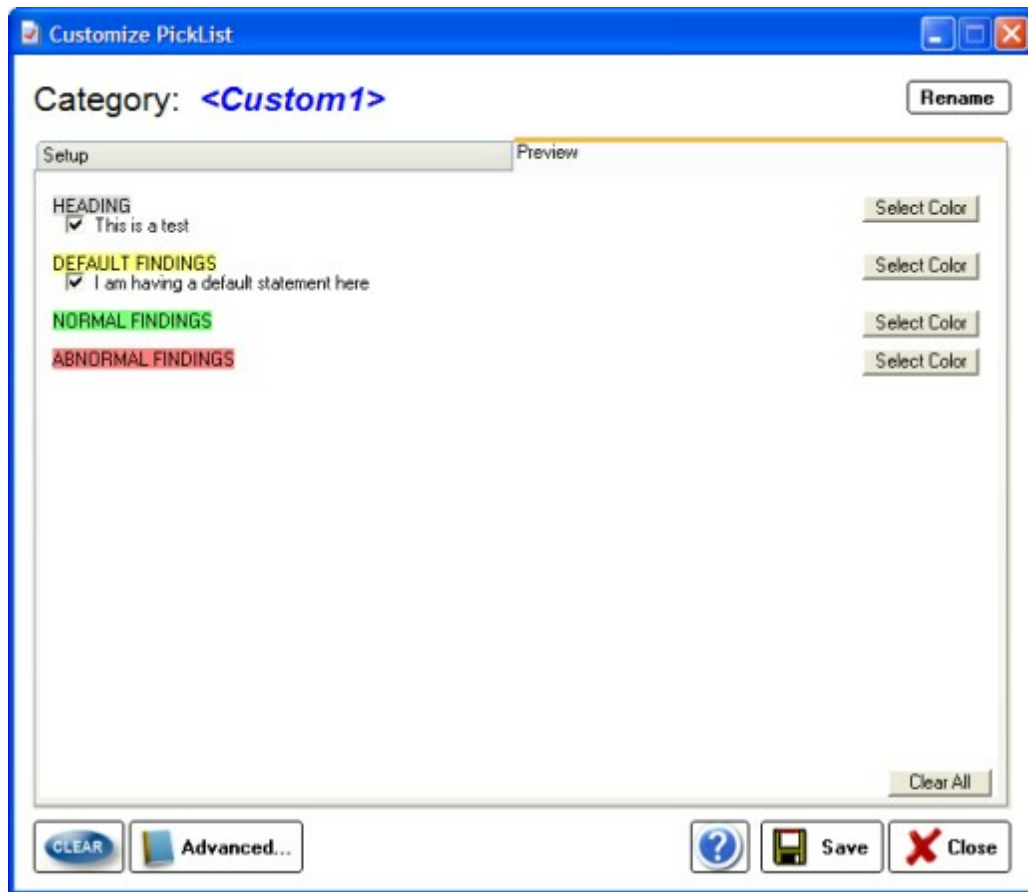 Customize PickList
Category: <Custom1>
Rename
Setup
Preview
HEADING
Select Color
This is a test
DEFAULT FINDINGS
Select Color
I am having a default statement here
NORMAL FINDINGS
Select Color
ABNORMAL FINDINGS
Select Color
Clear All
CLEAR
Advanced...
?
Save
Close